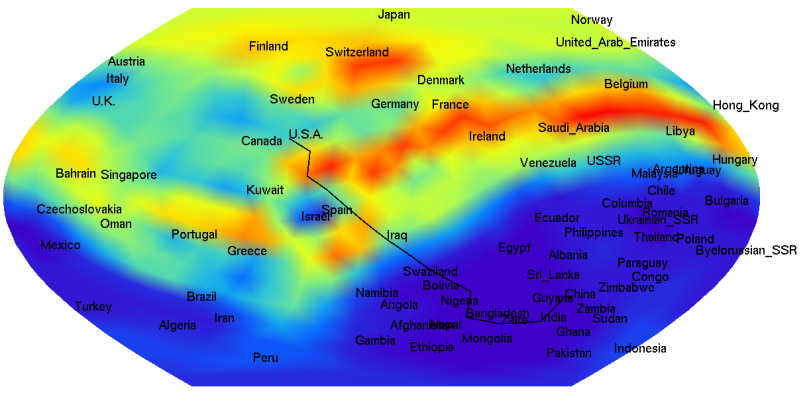 Japan
Norway
Finland
United_Arab_Emirates
Switzerland
Austria
Netherlands
Italy
Denmark
Belgium
U.K.
Sweden
Germany
France
Hong_Kong
Saudi_Arabia
Libya
U.S.A.
Ireland
Canada
Hungary
Venezuela
USSR
Argentina
Uruguay
Malaysia
Bahrain
Singapore
Kuwait
Chile
Bulgaria
Columbia
Czechoslovakia
Spain
Romania
Israel
Ecuador
Ukranian_SSR
Oman
Portugal
Iraq
Philippines
Thailand
Poland
Mexico
Greece
Egypt
Albania
Byelorussian_SSR
Paraguay
Swaziland
Sri_Lanka
Congo
Bolivia
Zimbabwe
Namibia
Brazil
Guyana
China
Nigeria
Turkey
Angola
Zambia
Bangladesh
Iran
Zaire
India
Sudan
Algeria
Afghanistan
Nepal
Ghana
Gambia
Mongolia
Ethiopia
Indonesia
Peru
Pakistan